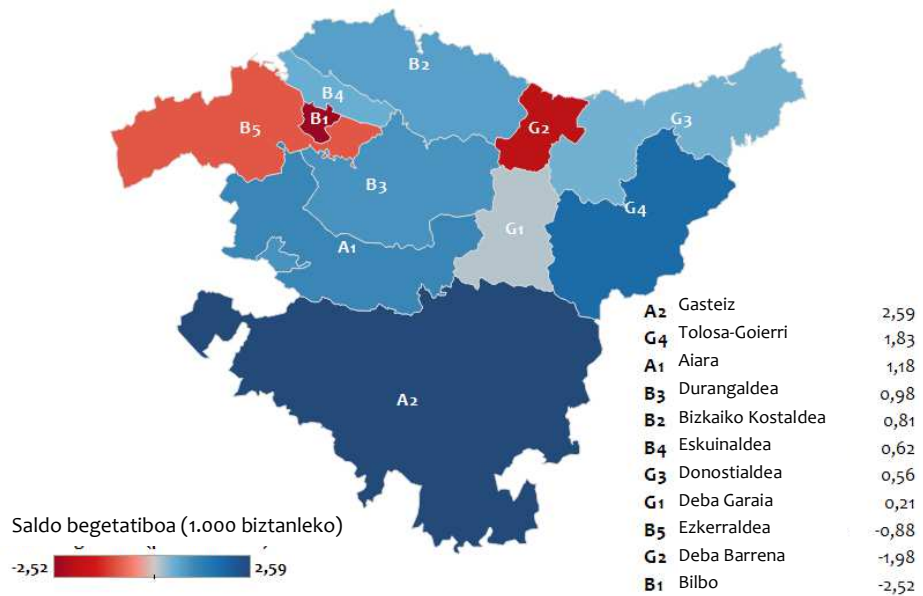 B2
B4
B1
B5
G2
G3
B3
G4
G1
A1
A2
A2 Gasteiz 2,59
G4 Tolosa-Goierri 1,83
A1 Aiara 1,18
B3 Durangaldea 0,98
B2 Bizkaiko Kostaldea 0,81
B4 Eskuinaldea 0,62
G3 Donostialdea 0,56
G1 Deba Garaia 0,21
B5 Ezkerraldea -0,88
G2 Deba Barrena -1,98
B1 Bilbo -2,52
Saldo begetatiboa (1.000 biztanleko)
-2,52 2,59